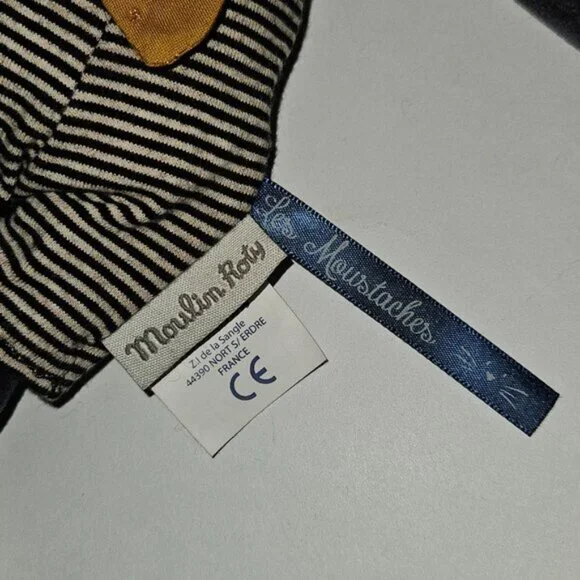 Les Moustaches
Moulin Roty
Z.I de la Sangle
44390 NORT S/ ERDRE
FRANCE
CE